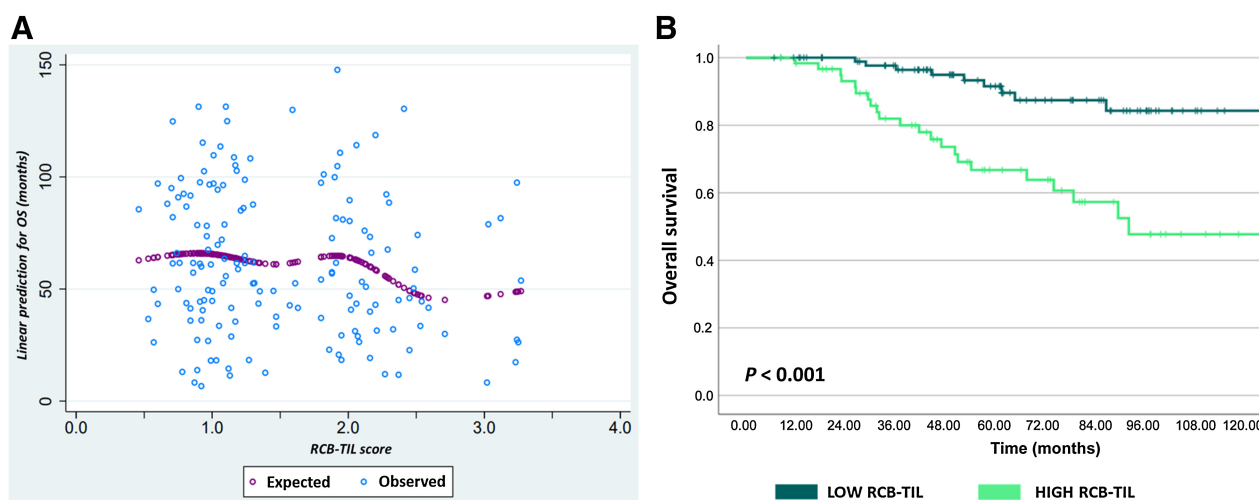 A
Linear prediction for OS (months)
150
100
50
0
0.0 1.0 2.0 3.0 4.0
RCB-TIL score
Expected Observed
B
Overall survival
1.0
0.8
0.6
0.4
0.2
0.0
P < 0.001
0.00 12.00 24.00 36.00 48.00 60.00 72.00 84.00 96.00 108.00 120.00
Time (months)
LOW RCB-TIL HIGH RCB-TIL